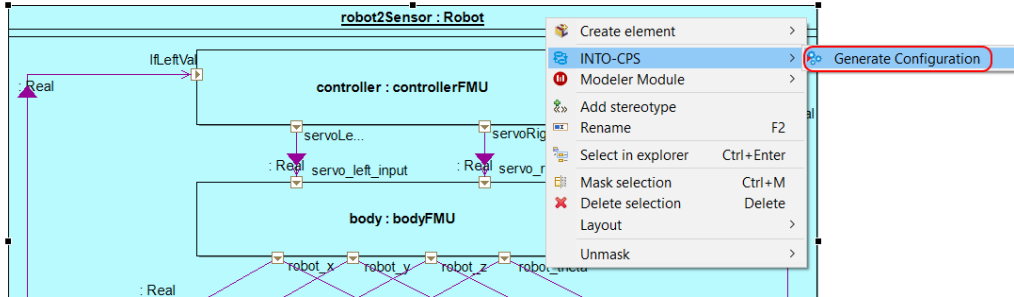 robot2Sensor : Robot
Create element
lfLeftVal
INTO-CPS
Generate Configuration
: Real
controller : controllerFMU
Modeler Module
Add stereotype
servoLe...
servoRig
Rename F2
: Real
servo_left_input
: Real
servo_r
Select in explorer Ctrl+Enter
Mask selection Ctrl+M
body : bodyFMU
Delete selection Delete
Layout
Unmask
robot_x
robot_y
robot_z
robot_theta
: Real